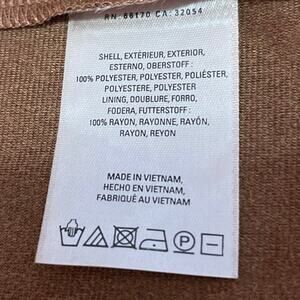 RN: 66170 CA: 32054
SHELL, EXTÉRIEUR, EXTERIOR,
ESTERNO, OBERSTOFF:
100% POLYESTER, POLYESTER, POLIÉSTER,
POLYESTERE, POLYESTER
LINING, DOUBLURE, FORRO,
FODERA, FUTTERSTOFF:
100% RAYON, RAYONNE, RAYÓN,
RAYON, REYON
MADE IN VIETNAM,
HECHO EN VIETNAM,
FABRIQUÉ AU VIETNAM
P